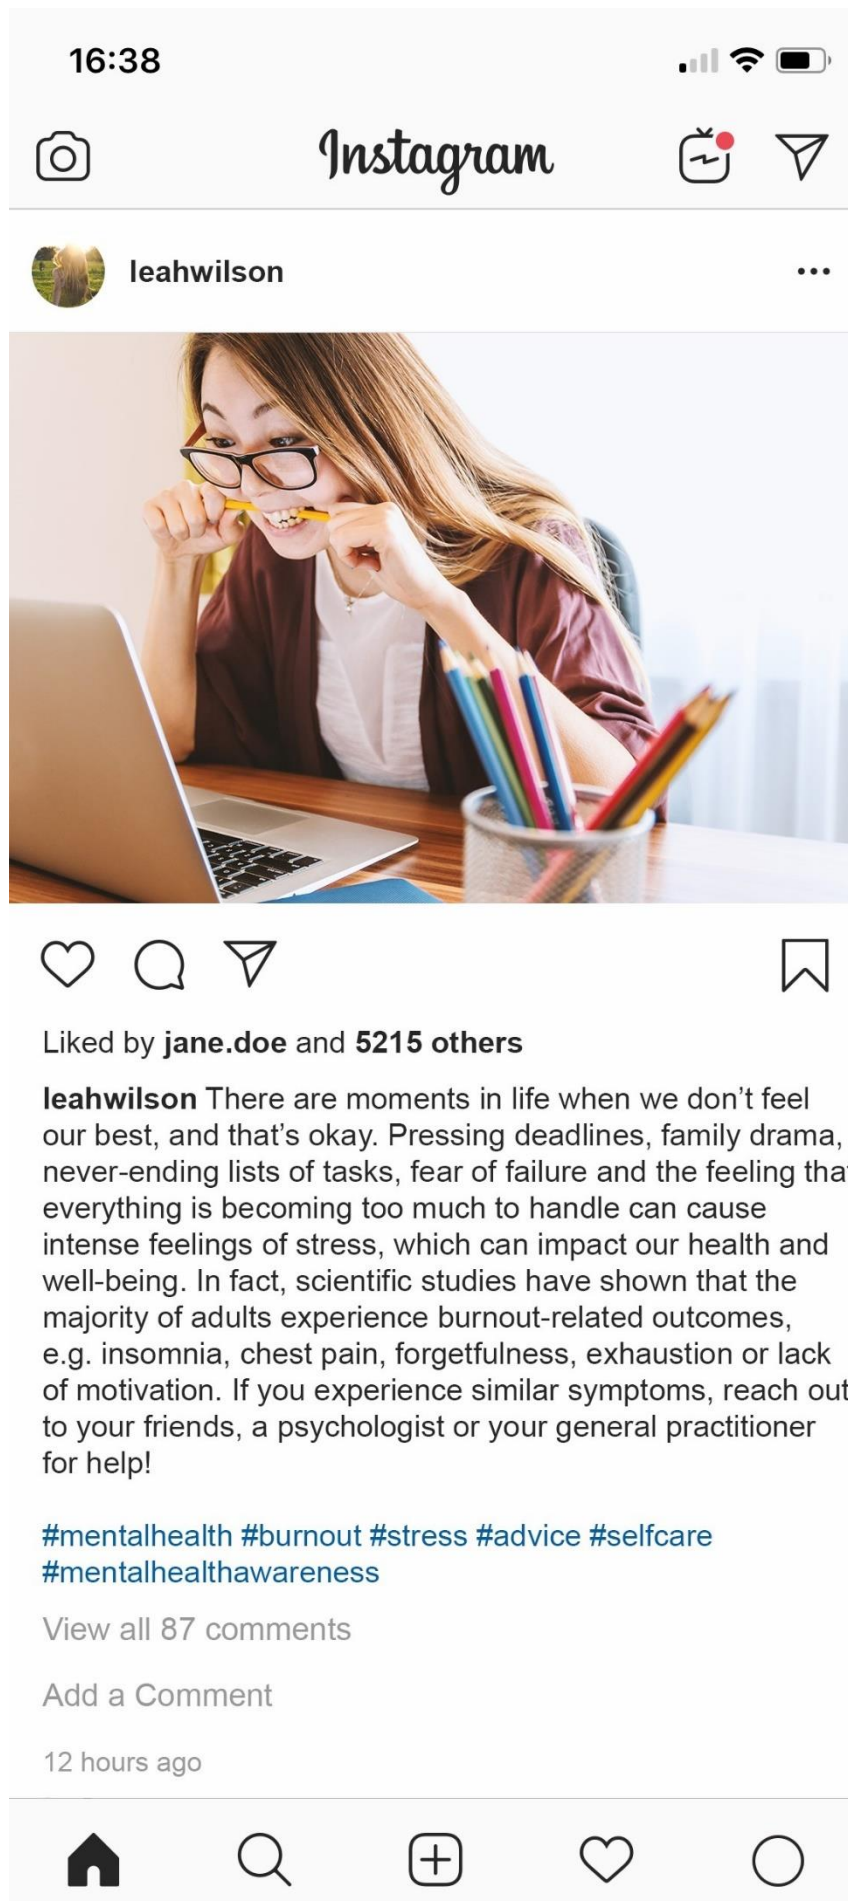 16:38
Instagram
leahwilson
Liked by jane.doe and 5215 others
leahwilson There are moments in life when we don’t feel
our best, and that’s okay. Pressing deadlines, family drama,
never-ending lists of tasks, fear of failure and the feeling that
everything is becoming too much to handle can cause
intense feelings of stress, which can impact our health and
well-being. In fact, scientific studies have shown that the
majority of adults experience burnout-related outcomes,
e.g. insomnia, chest pain, forgetfulness, exhaustion or lack
of motivation. If you experience similar symptoms, reach out
to your friends, a psychologist or your general practitioner
for help!
#mentalhealth #burnout #stress #advice #selfcare
#mentalhealthawareness
View all 87 comments
Add a Comment
12 hours ago